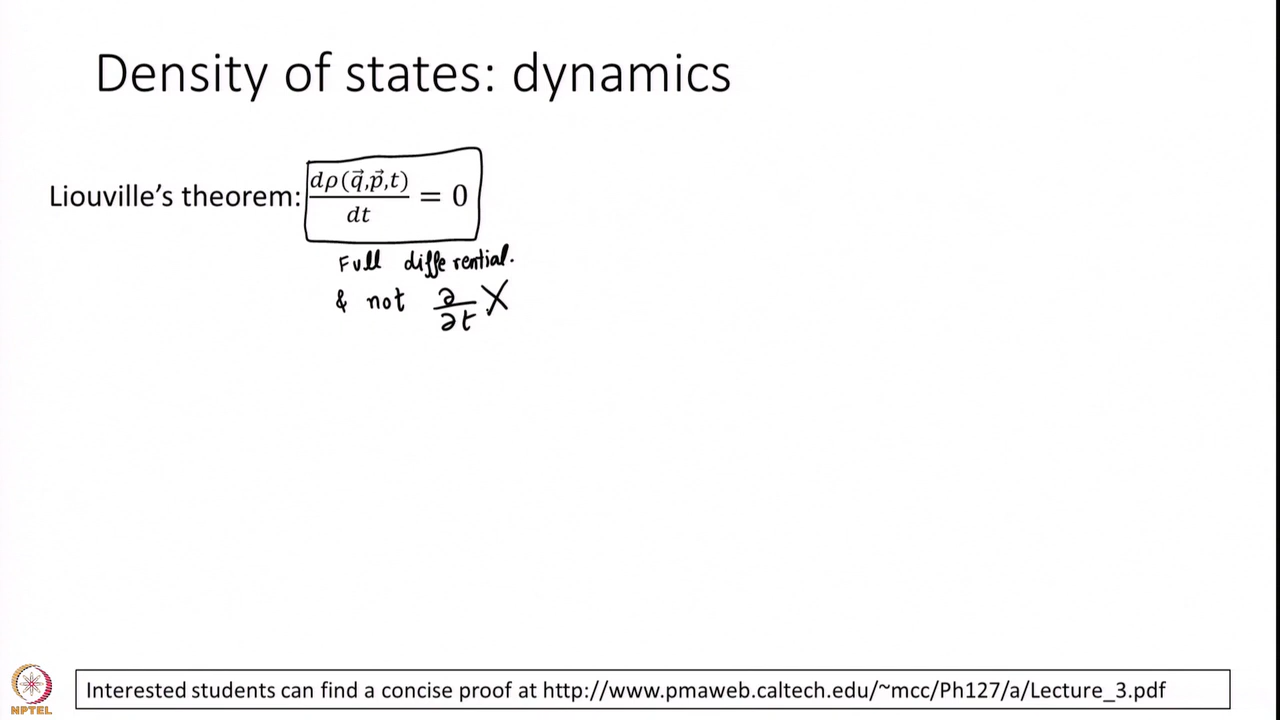 Density of states: dynamics
Liouville's theorem: dρ(q⃗,p⃗,t)/dt = 0
Full differential.
& not ∂/∂t X
Interested students can find a concise proof at http://www.pmaweb.caltech.edu/~mcc/Ph127/a/Lecture_3.pdf
NPTEL